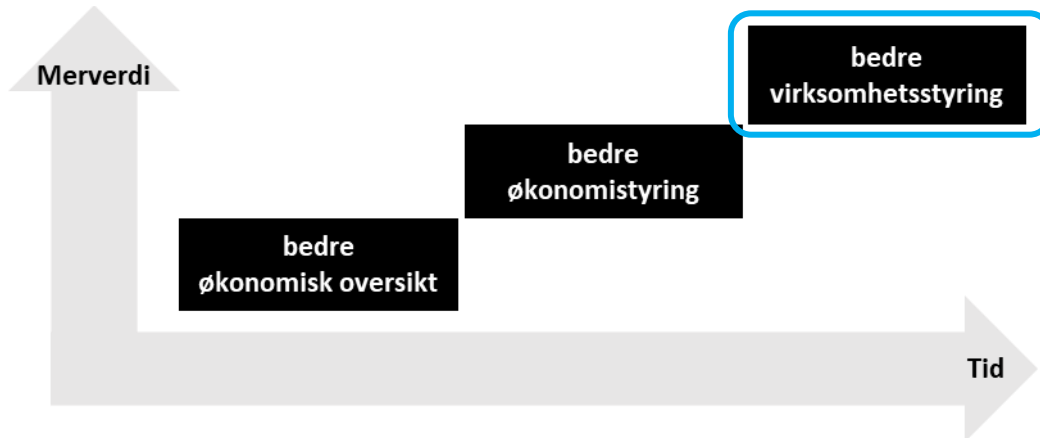 Merverdi
bedre
virksomhetsstyring
bedre
økonomistyring
bedre
økonomisk oversikt
Tid